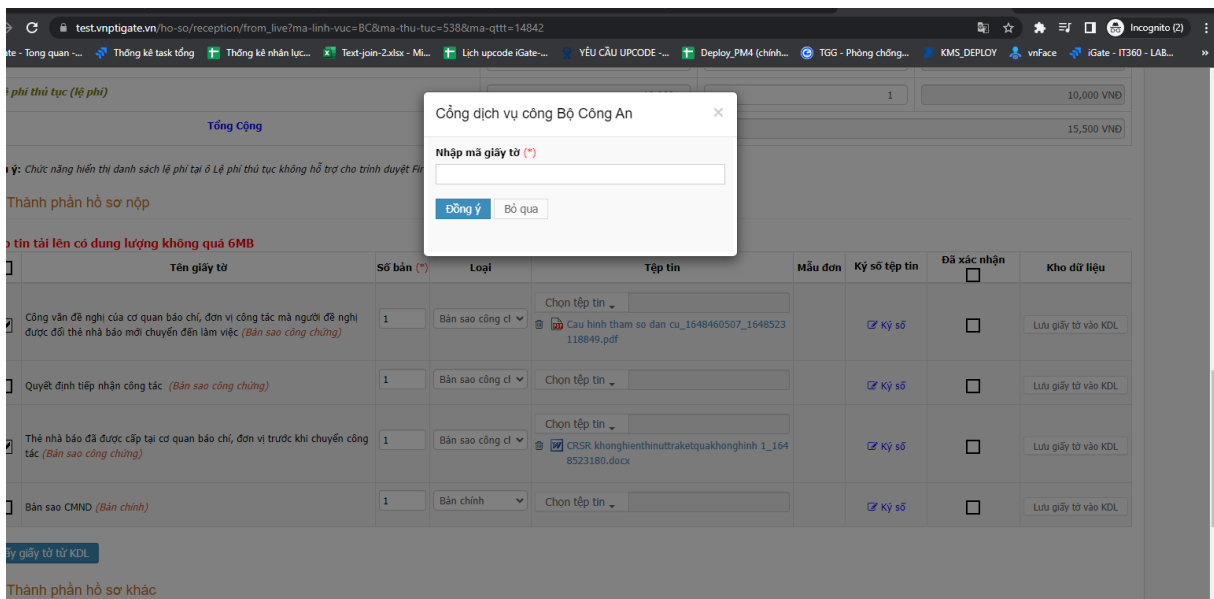 test.vnptigate.vn/ho-so/reception/from_live?ma-linh-vuc=BC&ma-thu-tuc=538&ma-qttt=14842
Incognito (2)
ate - Tong quan -...
Thống kê task tổng
Thống kê nhân lực...
Text-join-2.xlsx - Mi...
Lịch upcode iGate-...
YÊU CẦU UPCODE -...
Deploy_PM4 (chính...
TGG - Phòng chống...
KMS_DEPLOY
vnFace
iGate - IT360 - LAB...
»
phí thủ tục (lệ phí)
1
10,000 VNĐ
Tổng Cộng
15,500 VNĐ
Cổng dịch vụ công Bộ Công An
×
Nhập mã giấy tờ (*)
Đồng ý
Bỏ qua
ý: Chức năng hiển thị danh sách lệ phí tại ô Lệ phí thủ tục không hỗ trợ cho trình duyệt Fir
Thành phần hồ sơ nộp
tin tải lên có dung lượng không quá 6MB
Tên giấy tờ
Số bản (*)
Loại
Tệp tin
Mẫu đơn
Ký số tệp tin
Đã xác nhận
Kho dữ liệu
Công văn đề nghị của cơ quan báo chí, đơn vị công tác mà người đề nghị
được đổi thẻ nhà báo mới chuyển đến làm việc (Bản sao công chứng)
1
Bản sao công cl
Chọn tệp tin
Cau hinh tham so dan cu_1648460507_1648523
118849.pdf
Ký số
Lưu giấy tờ vào KDL
Quyết định tiếp nhận công tác (Bản sao công chứng)
1
Bản sao công cl
Chọn tệp tin
Ký số
Lưu giấy tờ vào KDL
Thẻ nhà báo đã được cấp tại cơ quan báo chí, đơn vị trước khi chuyển công
tác (Bản sao công chứng)
1
Bản sao công cl
Chọn tệp tin
CRSR khonghienthinuttraketquakhonghinh 1_164
8523180.docx
Ký số
Lưu giấy tờ vào KDL
Bản sao CMND (Bản chính)
1
Bản chính
Chọn tệp tin
Ký số
Lưu giấy tờ vào KDL
ấy giấy tờ từ KDL
Thành phần hồ sơ khác